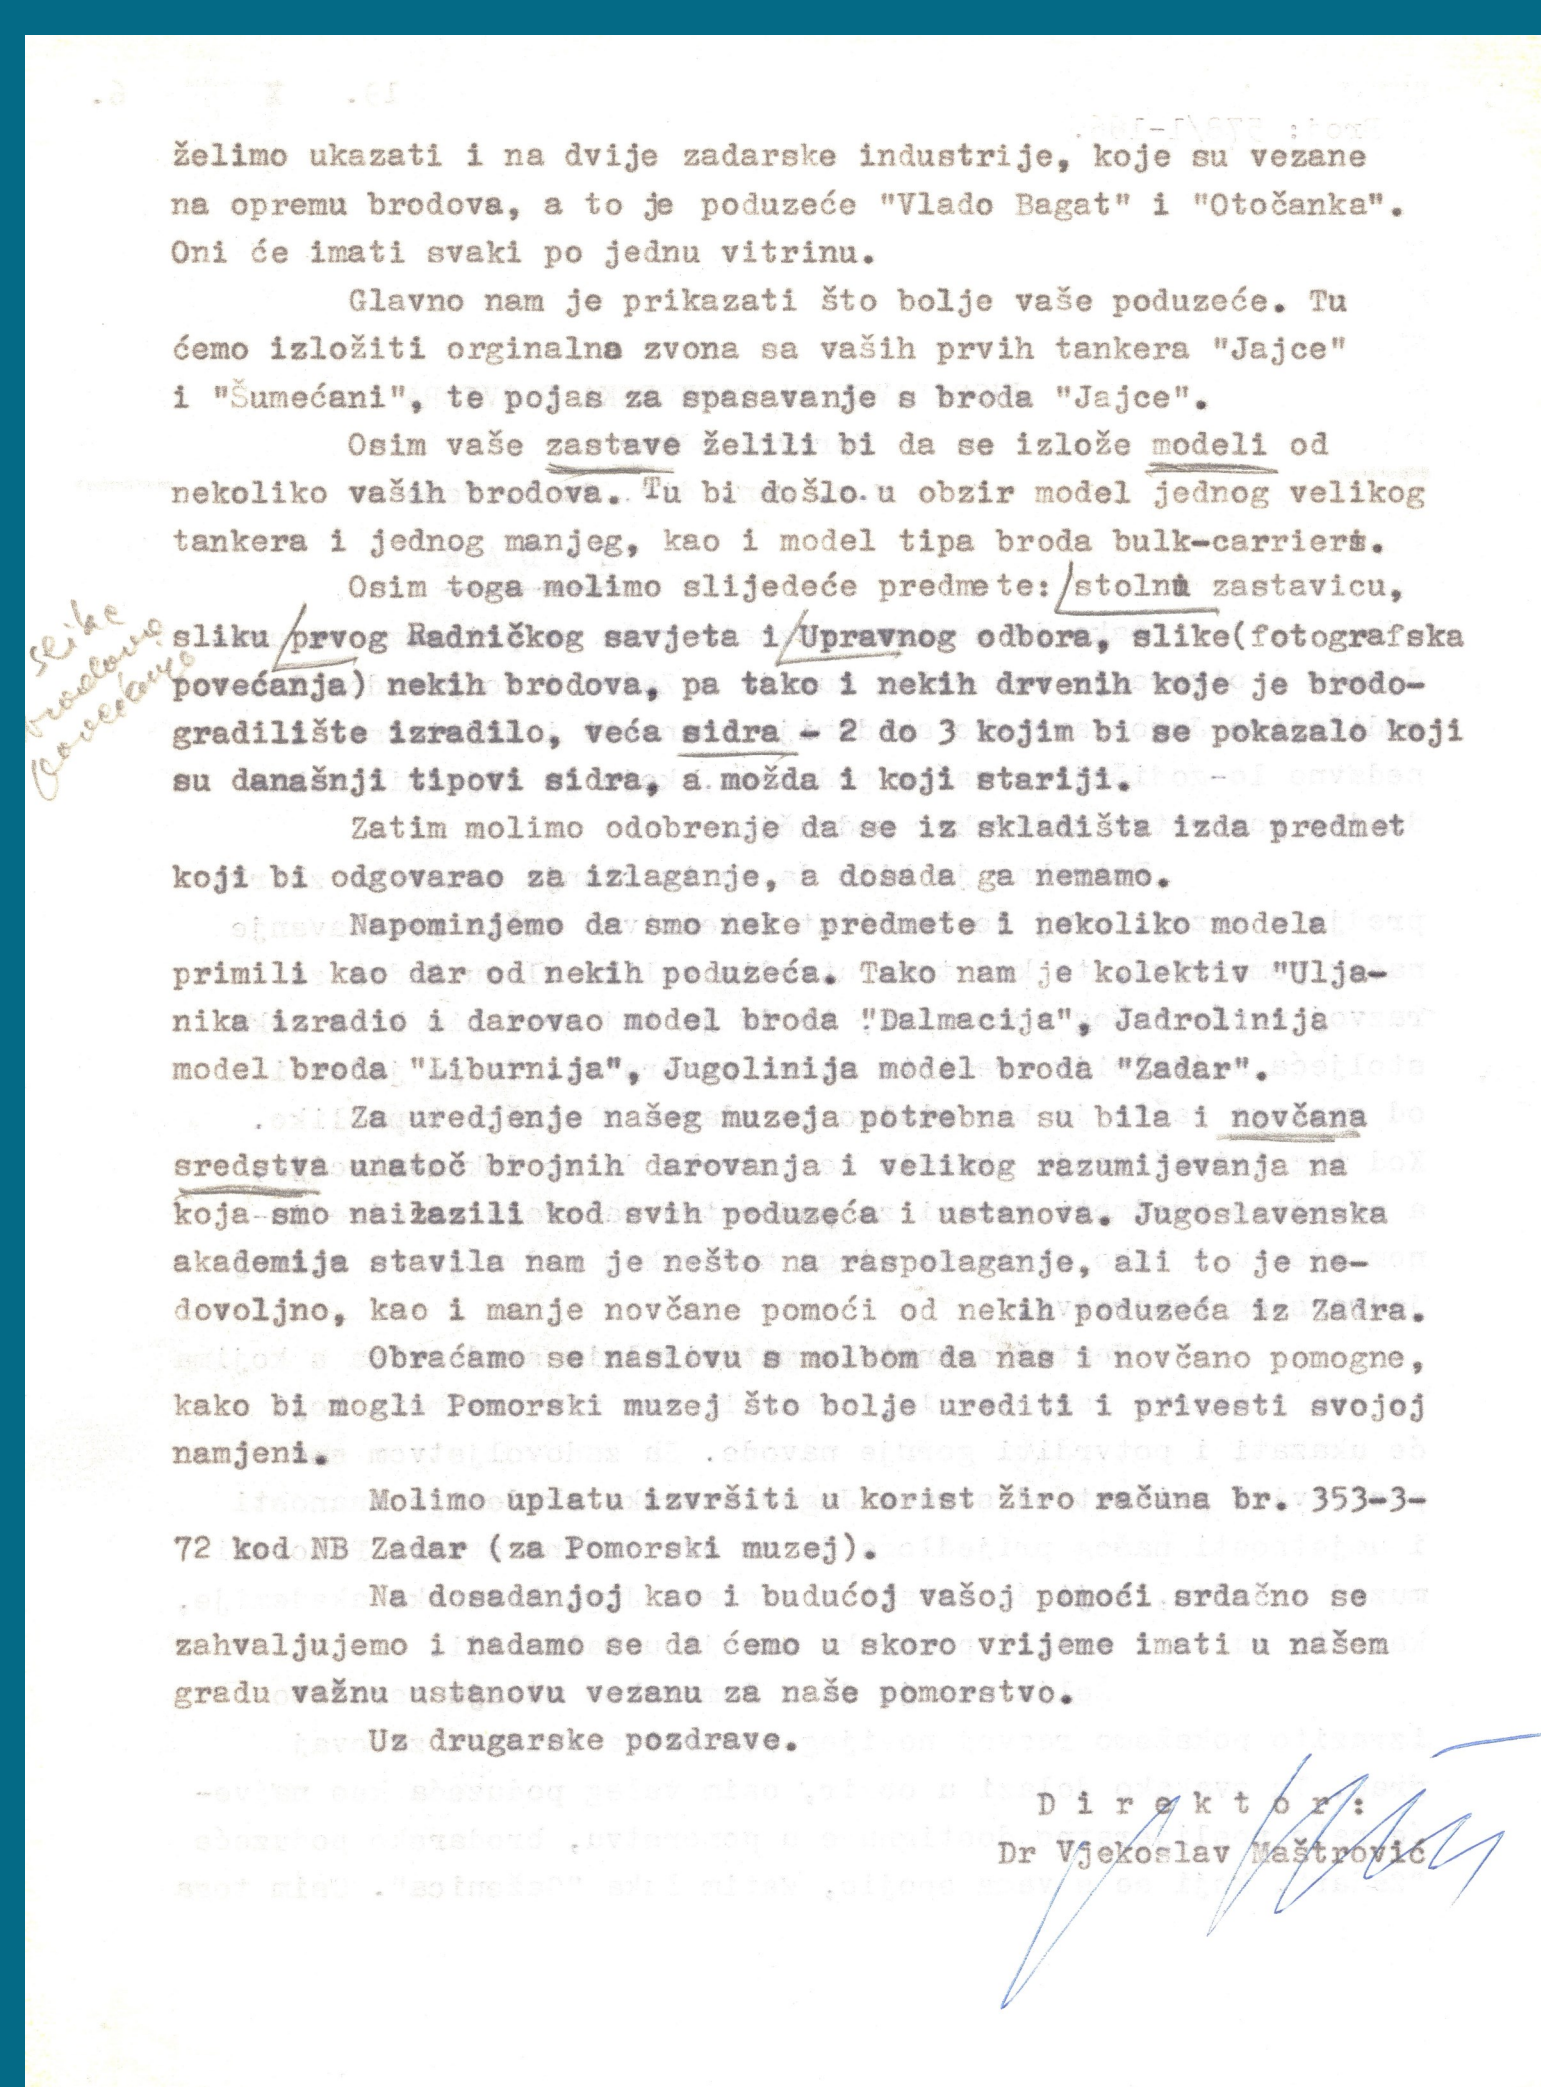 želimo ukazati i na dvije zadarske industrije, koje su vezane
na opremu brodova, a to je poduzeće "Vlado Bagat" i "Otočanka".
Oni će imati svaki po jednu vitrinu.
Glavno nam je prikazati što bolje vaše poduzeće. Tu
ćemo izložiti orginalna zvona sa vaših prvih tankera "Jajce"
i "Šumećani", te pojas za spasavanje s broda "Jajce".
Osim vaše zastave želili bi da se izlože modeli od
nekoliko vaših brodova. Tu bi došlo u obzir model jednog velikog
tankera i jednog manjeg, kao i model tipa broda bulk-carriera.
Osim toga molimo slijedeće predmete: stolnu zastavicu,
slike
brodova
povećanja
sliku prvog Radničkog savjeta i Upravnog odbora, slike(fotografska
povećanja) nekih brodova, pa tako i nekih drvenih koje je brodo-
gradilište izradilo, veća sidra - 2 do 3 kojim bi se pokazalo koji
su današnji tipovi sidra, a možda i koji stariji.
Zatim molimo odobrenje da se iz skladišta izda predmet
koji bi odgovarao za izlaganje, a dosada ga nemamo.
Napominjemo da smo neke predmete i nekoliko modela
primili kao dar od nekih poduzeća. Tako nam je kolektiv "Ulja-
nika izradio i darovao model broda "Dalmacija", Jadrolinija
model broda "Liburnija", Jugolinija model broda "Zadar".
Za uredjenje našeg muzeja potrebna su bila i novčana
sredstva unatoč brojnih darovanja i velikog razumijevanja na
koja smo nailazili kod svih poduzeća i ustanova. Jugoslavenska
akademija stavila nam je nešto na raspolaganje, ali to je ne-
dovoljno, kao i manje novčane pomoći od nekih poduzeća iz Zadra.
Obraćamo se naslovu s molbom da nas i novčano pomogne,
kako bi mogli Pomorski muzej što bolje urediti i privesti svojoj
namjeni.
Molimo uplatu izvršiti u korist žiro računa br. 353-3-
72 kod NB Zadar (za Pomorski muzej).
Na dosadanjoj kao i budućoj vašoj pomoći srdačno se
zahvaljujemo i nadamo se da ćemo u skoro vrijeme imati u našem
gradu važnu ustanovu vezanu za naše pomorstvo.
Uz drugarske pozdrave.
D i r e k t o r :
Dr Vjekoslav Maštrović